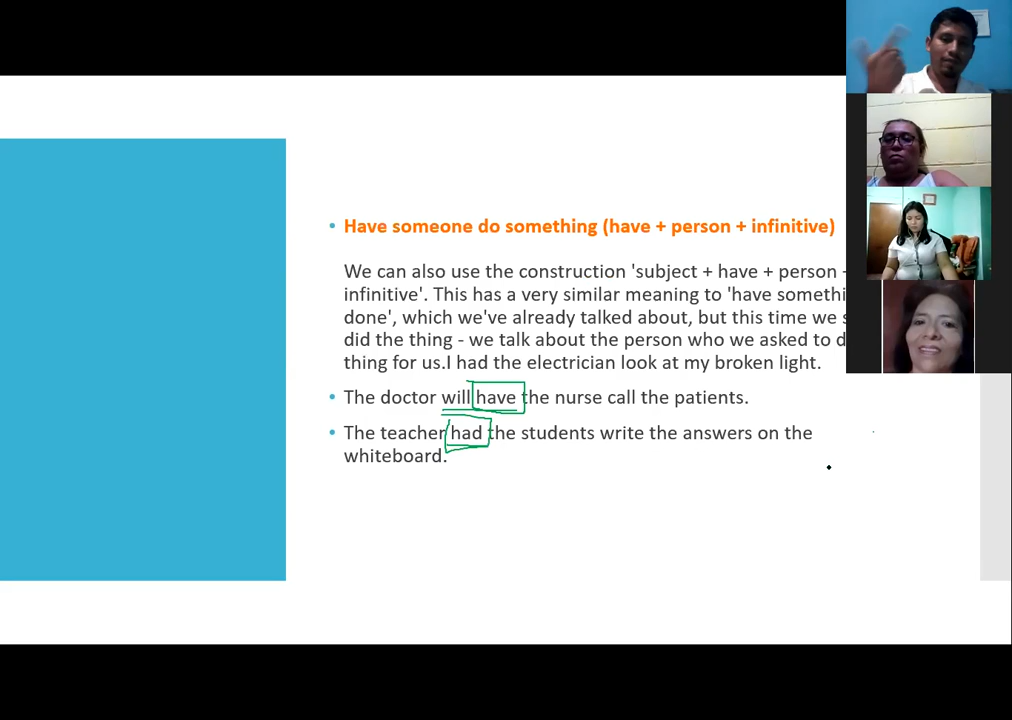 Have someone do something (have + person + infinitive)
We can also use the construction 'subject + have + person
infinitive'. This has a very similar meaning to 'have
done', which we've already talked about, but this time we
did the thing - we talk about the person who we asked to
thing for us.I had the electrician look at my broken light.
The doctor will have the nurse call the patients.
The teacher had the students write the answers on the
whiteboard.